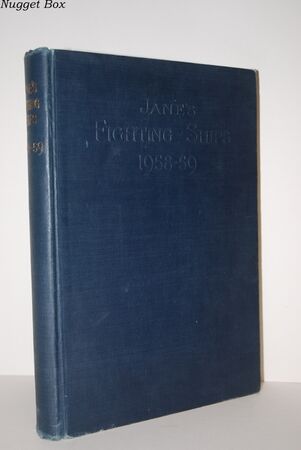 Nugget Box
JANE'S
FIGHTING SHIPS
1958-59